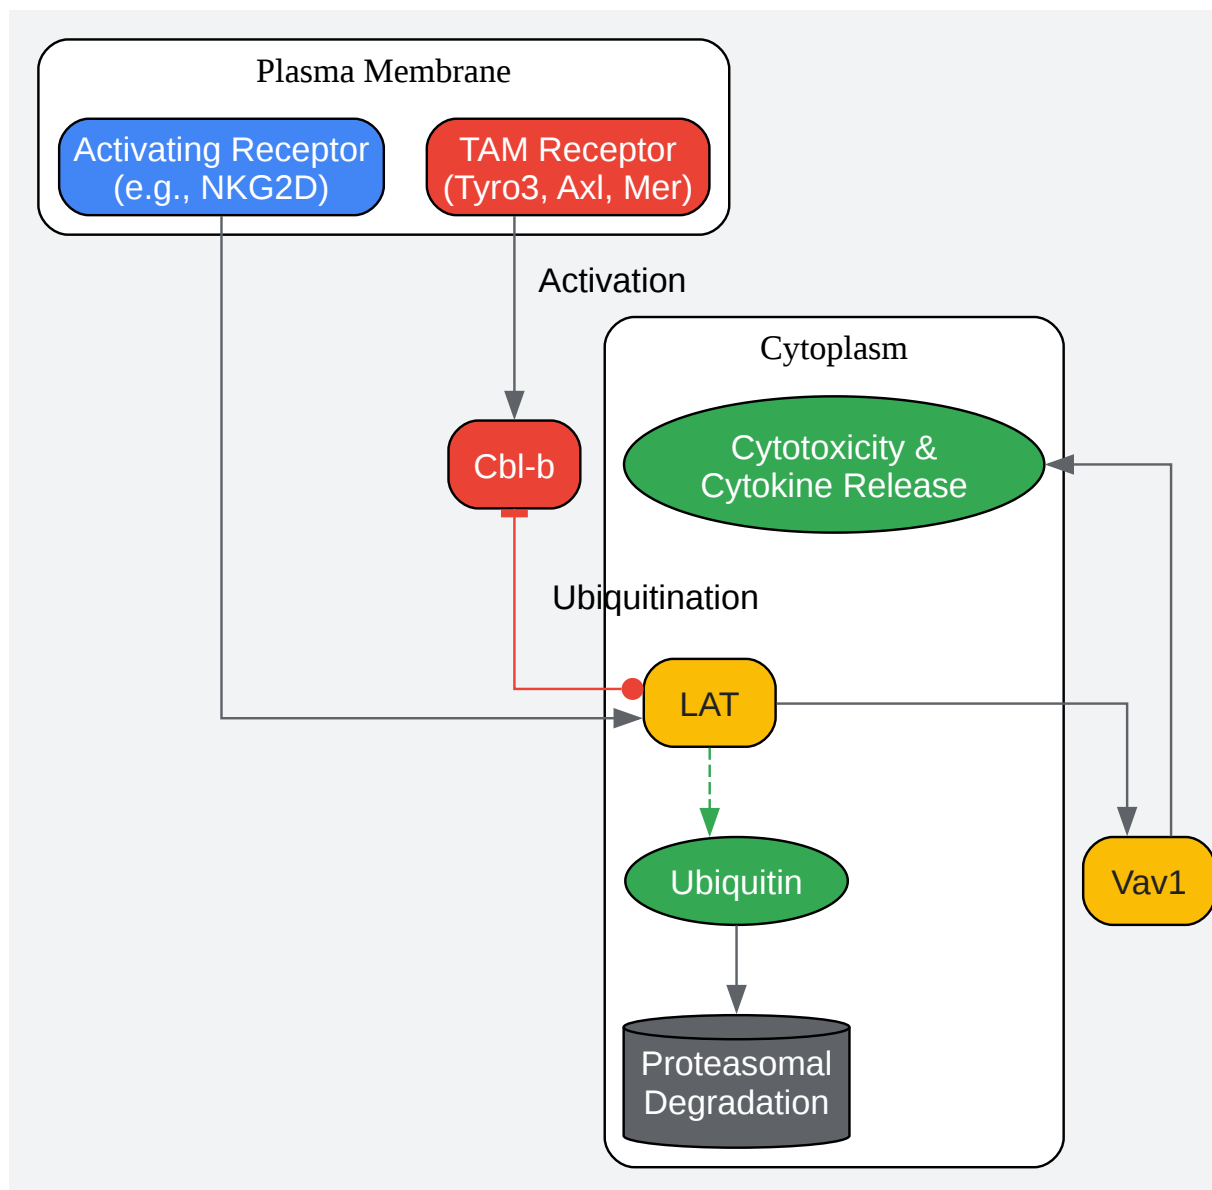 Plasma Membrane
Activating Receptor
(e.g., NKG2D)
TAM Receptor
(Tyro3, Axl, Mer)
Activation
Cytoplasm
Cytotoxicity &
Cytokine Release
Cbl-b
Ubiquitination
LAT
Ubiquitin
Vav1
Proteasomal
Degradation